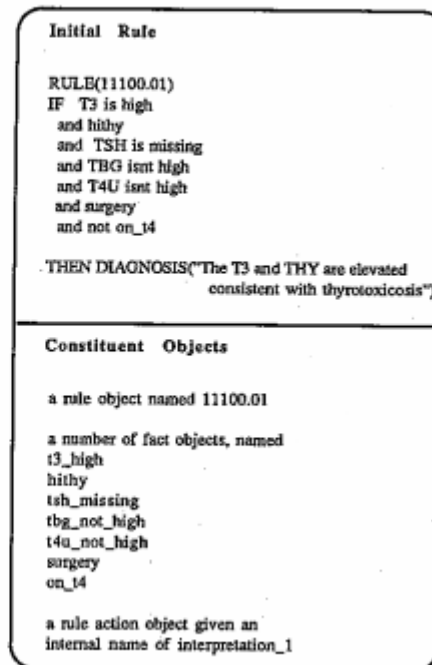 Initial Rule
RULE(11100.01)
IF T3 is high
and hithy
and TSH is missing
and TBG isnt high
and T4U isnt high
and surgery
and not on_t4
THEN DIAGNOSIS("The T3 and THY are elevated
consistent with thyrotoxicosis")
Constituent Objects
a rule object named 11100.01
a number of fact objects, named
t3_high
hithy
tsh_missing
tbg_not_high
t4u_not_high
surgery
on_t4
a rule action object given an
internal name of interpretation_1